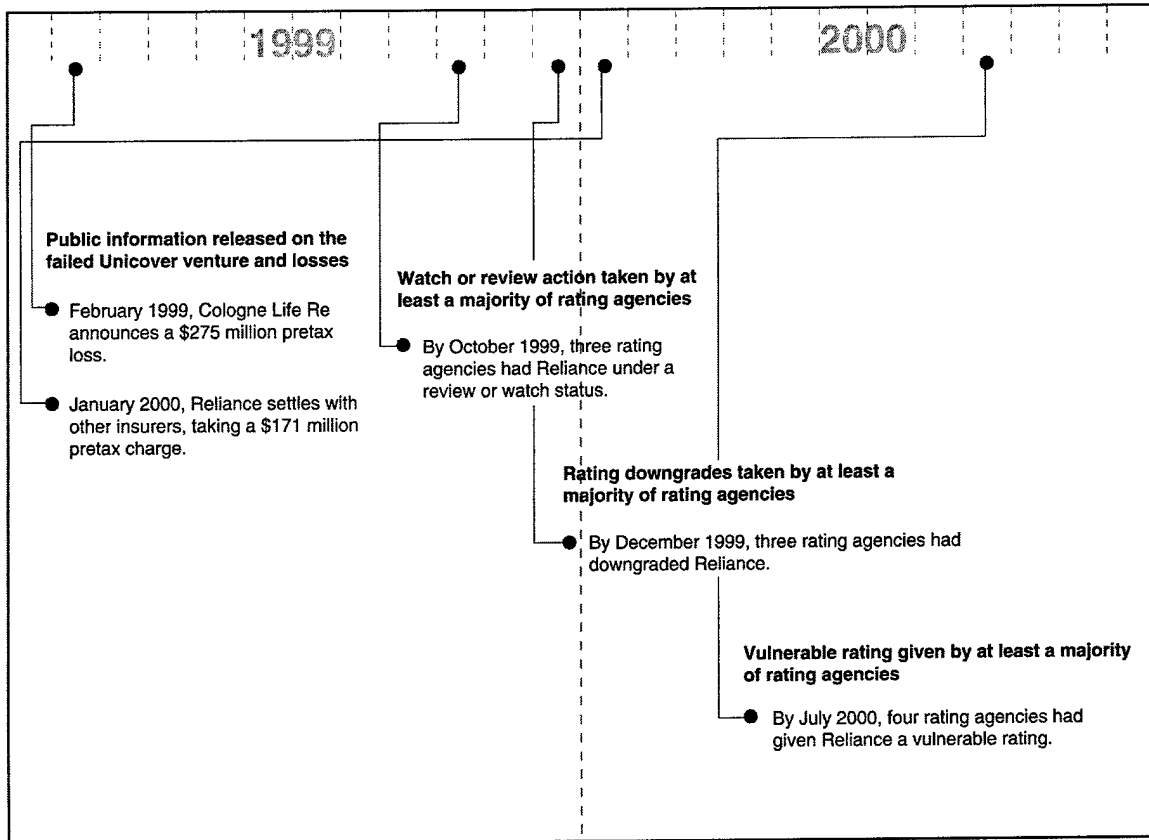 1999
2000
Public information released on the
failed Unicover venture and losses
February 1999, Cologne Life Re
announces a $275 million pretax
loss.
January 2000, Reliance settles with
other insurers, taking a $171 million
pretax charge.
Watch or review action taken by at
least a majority of rating agencies
By October 1999, three rating
agencies had Reliance under a
review or watch status.
Rating downgrades taken by at least a
majority of rating agencies
By December 1999, three rating agencies had
downgraded Reliance.
Vulnerable rating given by at least a majority
of rating agencies
By July 2000, four rating agencies had
given Reliance a vulnerable rating.